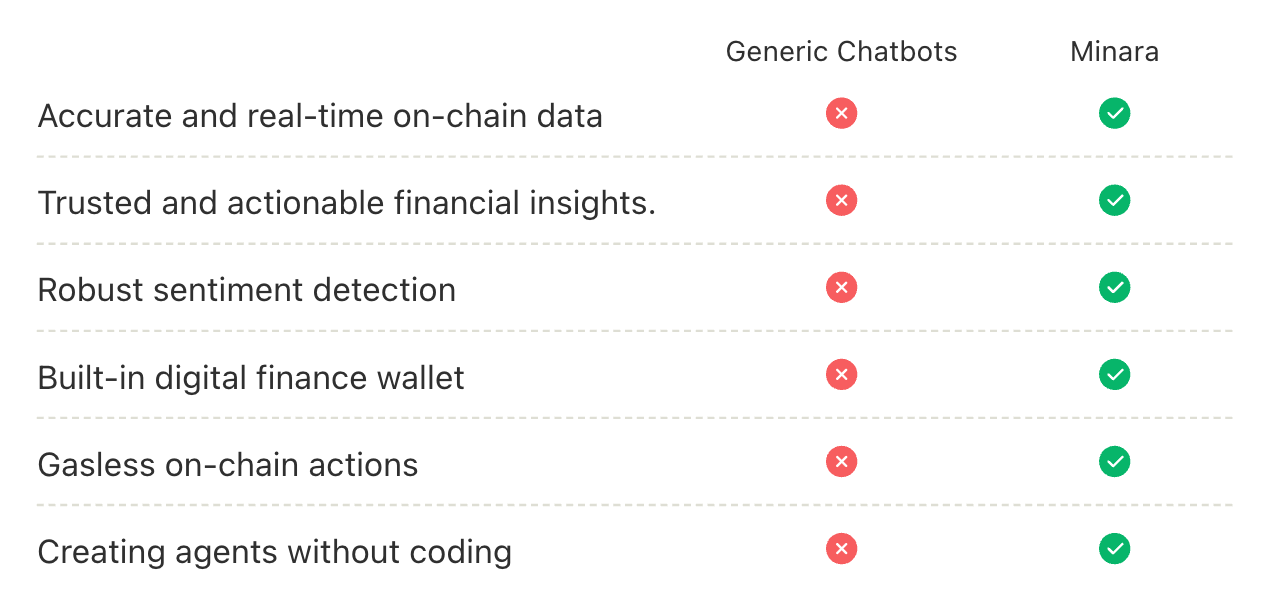 Generic Chatbots Minara
Accurate and real-time on-chain data
Trusted and actionable financial insights.
Robust sentiment detection
Built-in digital finance wallet
Gasless on-chain actions
Creating agents without coding